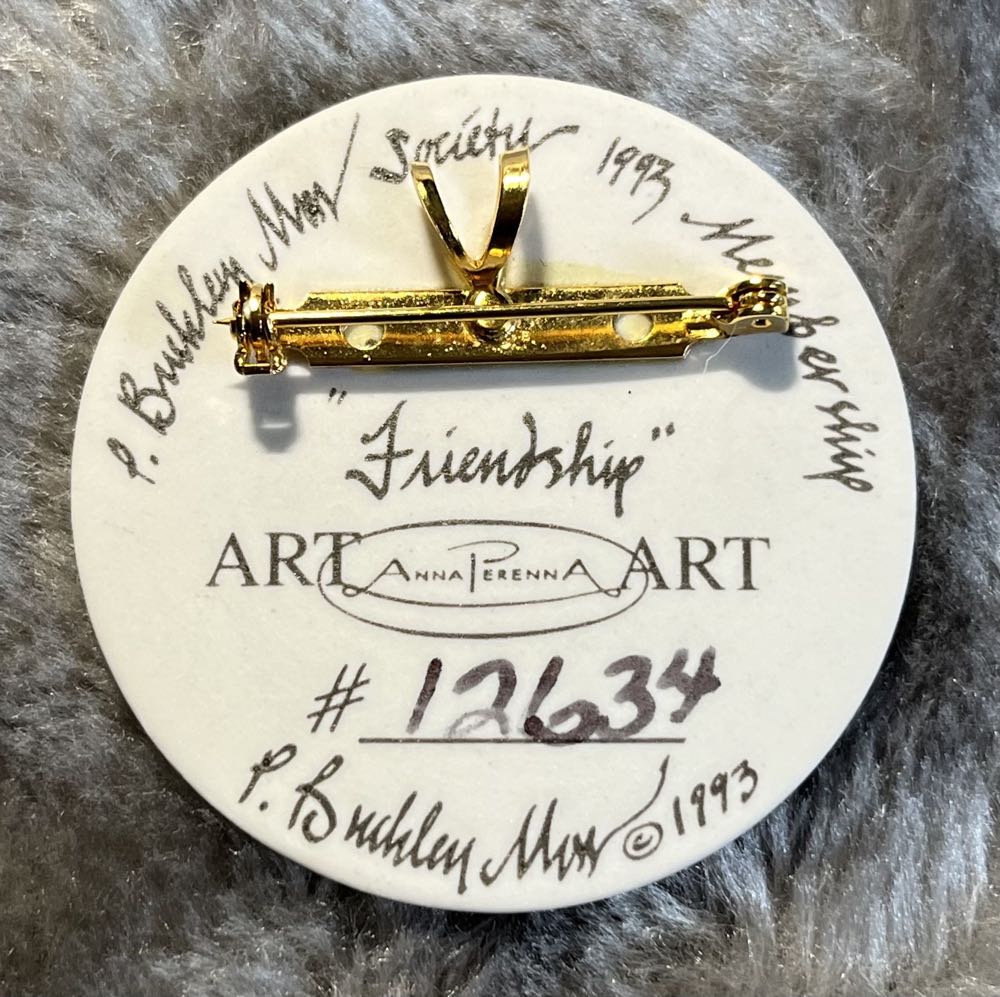 P. Buckley Moss Society 1993 Membership
"Friendship"
ART ANNA PERENNA ART
# 12634
P. Buckley Moss © 1993